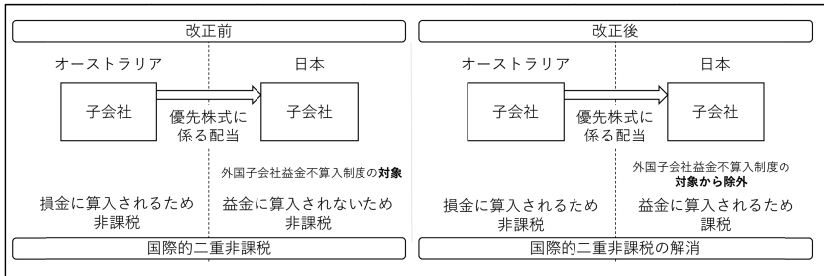 改正前
オーストラリア
日本
子会社
子会社
優先株式に
係る配当
外国子会社益金不算入制度の対象
損金に算入されるため
非課税
益金に算入されないため
非課税
国際的二重非課税
改正後
オーストラリア
日本
子会社
子会社
優先株式に
係る配当
外国子会社益金不算入制度の
対象から除外
損金に算入されるため
非課税
益金に算入されるため
課税
国際的二重非課税の解消